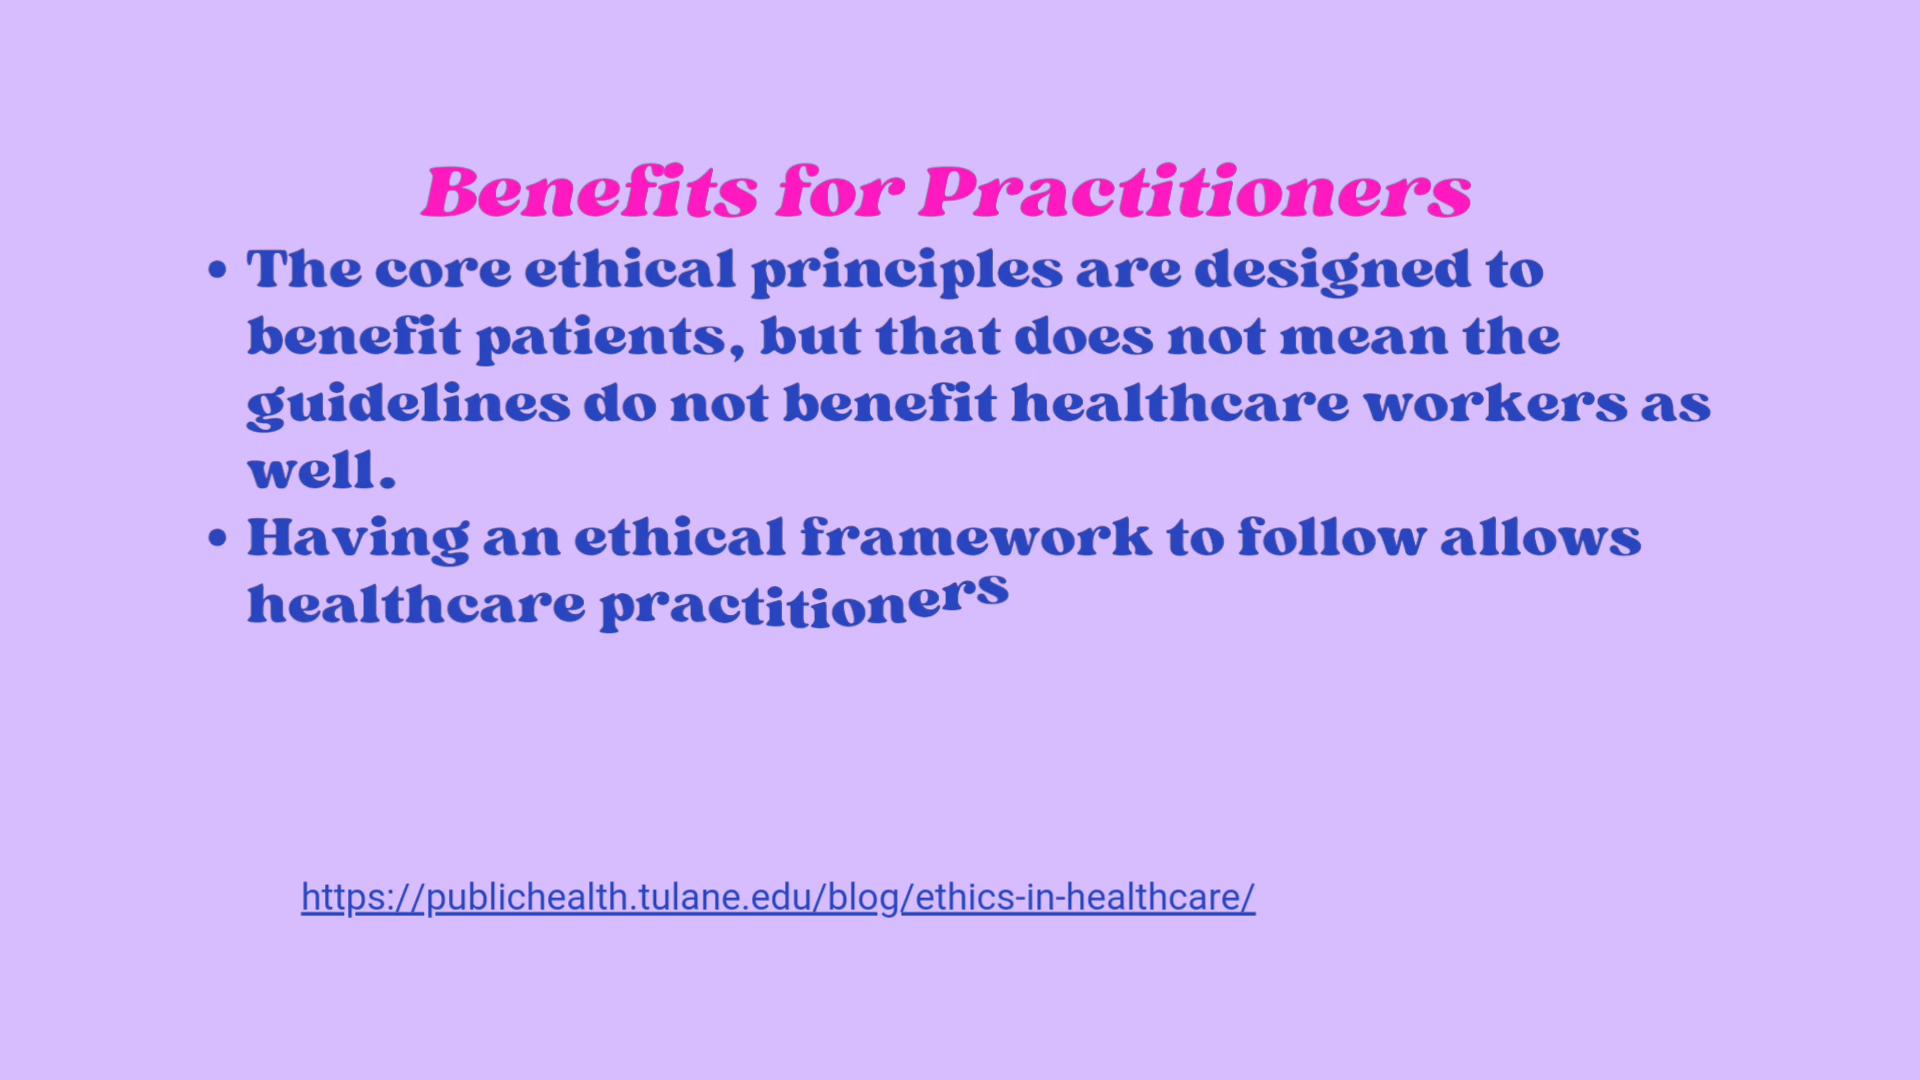 Benefits for Practitioners
• The core ethical principles are designed to
benefit patients, but that does not mean the
guidelines do not benefit healthcare workers as
well.
• Having an ethical framework to follow allows
healthcare practitioners
https://publichealth.tulane.edu/blog/ethics-in-healthcare/